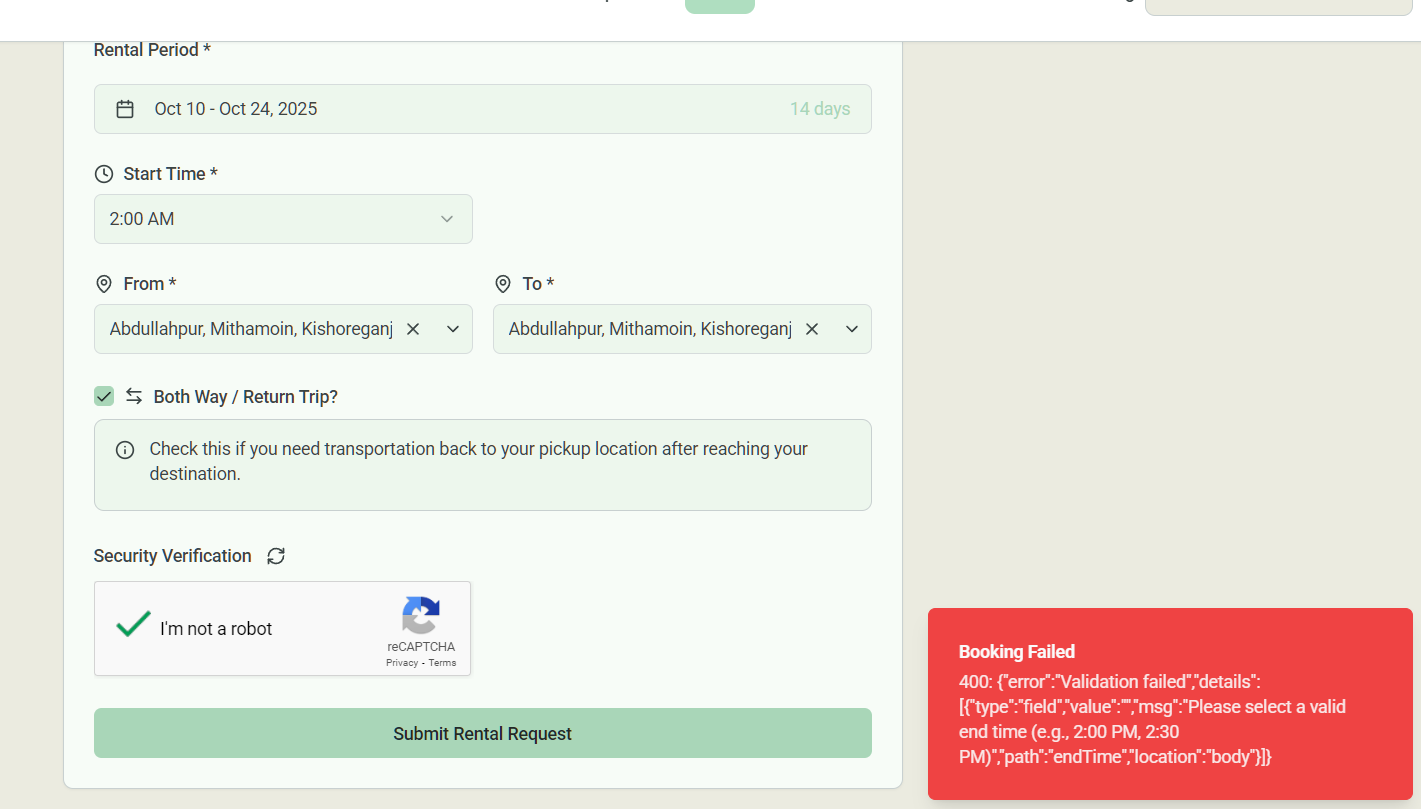 Rental Period *
Oct 10 - Oct 24, 2025
14 days
Start Time *
2:00 AM
From *
To *
Abdullahpur, Mithamoin, Kishoreganj
Abdullahpur, Mithamoin, Kishoreganj
Both Way / Return Trip?
Check this if you need transportation back to your pickup location after reaching your
destination.
Security Verification
I'm not a robot
reCAPTCHA
Privacy - Terms
Submit Rental Request
Booking Failed
400: {"error":"Validation failed","details":
[{"type":"field","value":"","msg":"Please select a valid
end time (e.g., 2:00 PM, 2:30
PM)","path":"endTime","location":"body"}]}